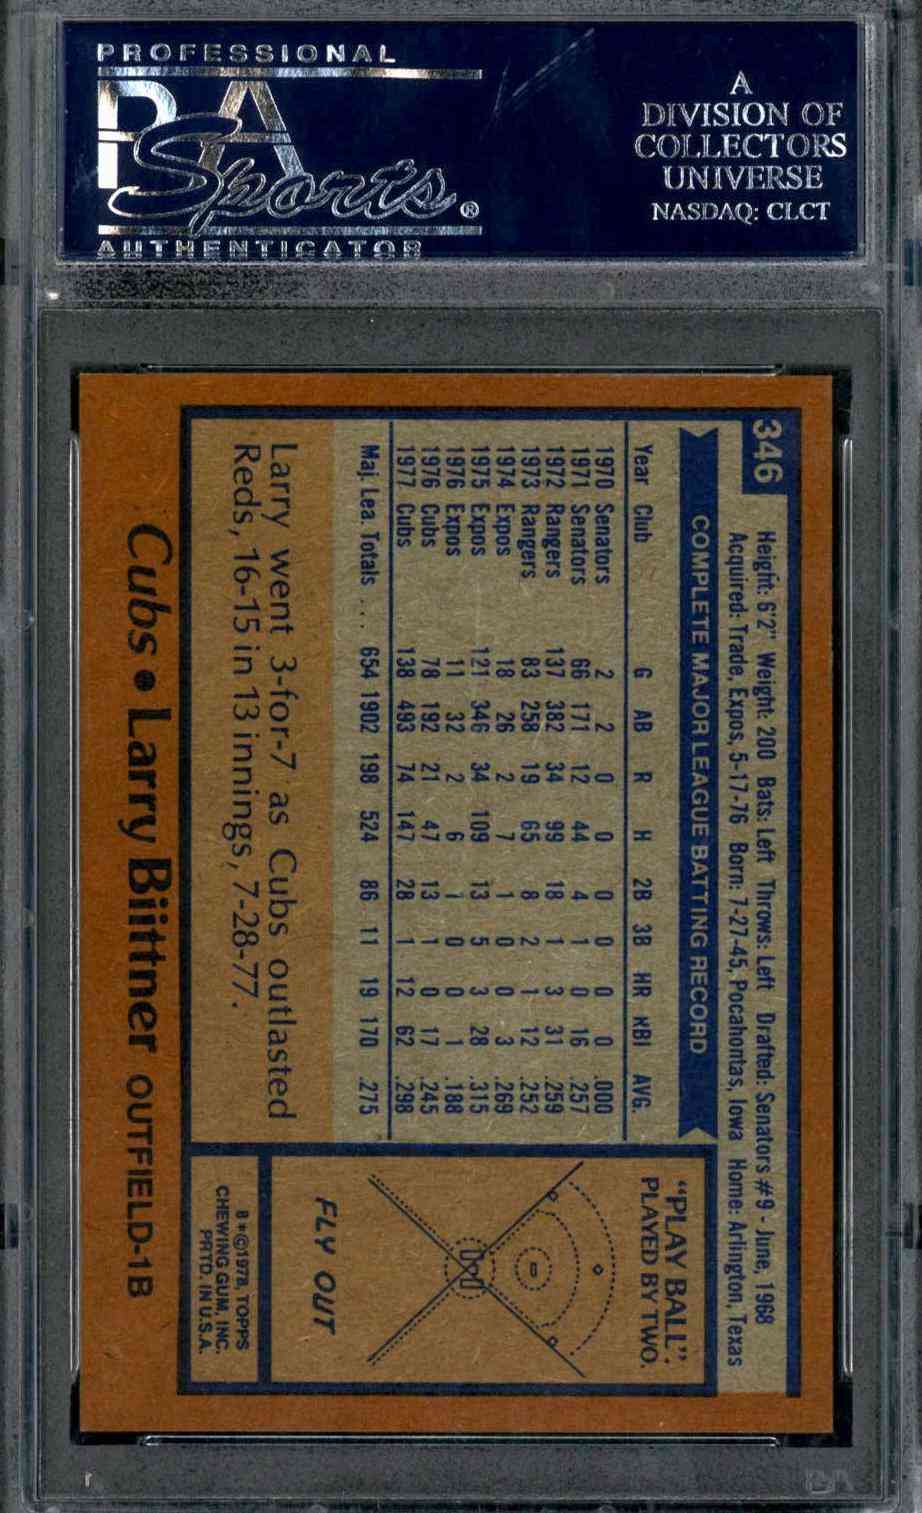 PROFESSIONAL
PSA
Sports®
AUTHENTICATOR
A
DIVISION OF
COLLECTORS
UNIVERSE
NASDAQ: CLCT
346
Height: 6'2" Weight: 200 Bats: Left Throws: Left Drafted: Senators #9 - June, 1968
Acquired: Trade, Expos, 5-17-76 Born: 7-27-45, Pocahontas, Iowa Home: Arlington, Texas
COMPLETE MAJOR LEAGUE BATTING RECORD
Year Club G AB R H 2B 3B HR RBI AVG.
1970 Senators 2 2 0 0 0 0 0 0 .000
1971 Senators 66 171 12 44 4 1 0 16 .257
1972 Rangers 137 382 34 99 18 1 3 31 .259
1973 Rangers 83 258 19 65 8 2 1 12 .252
1974 Expos 18 26 2 7 1 0 0 3 .269
1975 Expos 121 346 34 109 13 5 3 28 .315
1976 Expos 11 32 2 6 1 0 0 1 .188
1976 Cubs 78 192 21 47 13 1 0 17 .245
1977 Cubs 138 493 74 147 28 1 12 62 .298
Maj. Lea. Totals ... 654 1902 198 524 86 11 19 170 .275
Larry went 3-for-7 as Cubs outlasted
Reds, 16-15 in 13 innings, 7-28-77.
"PLAY BALL".
PLAYED BY TWO.
FLY OUT
8*©1978, TOPPS
CHEWING GUM, INC.
PRTD. IN U.S.A.
Cubs • Larry Biittner OUTFIELD-1B